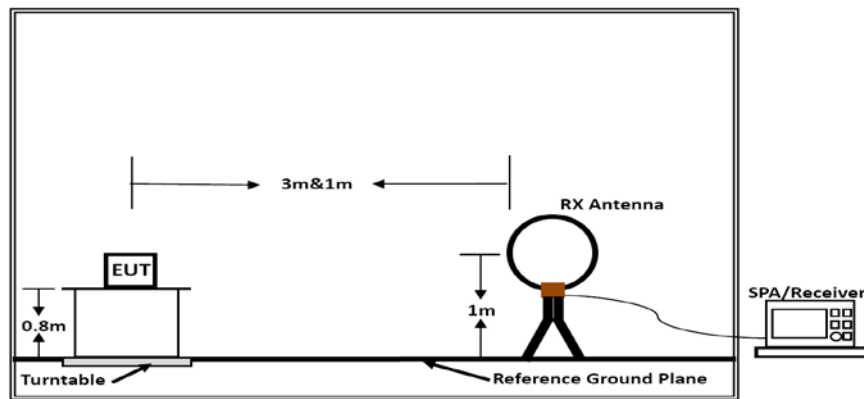 3m&1m
RX Antenna
EUT
SPA/Receiver
0.8m
1m
Turntable
Reference Ground Plane